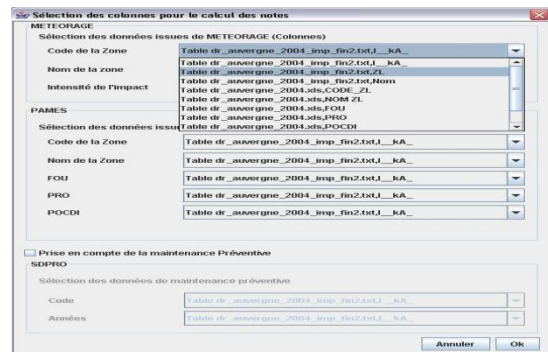 Sélection des colonnes pour le calcul des notes
METEORAGE
Sélection des données issues de METEORAGE (Colonnes)
Code de la Zone Table dr_auvergne_2004_imp_fin2.txt,I__kA_
Table dr_auvergne_2004_imp_fin2.txt,I__kA_
Nom de la zone Table dr_auvergne_2004_imp_fin2.txt,ZL
Table dr_auvergne_2004_imp_fin2.txt,Nom
Intensité de l'impact Table dr_auvergne_2004.xls,CODE_ZL
Table dr_auvergne_2004.xls,NOM ZL
Table dr_auvergne_2004.xls,FOU
PAMES Table dr_auvergne_2004.xls,PRO
Sélection des données issu Table dr_auvergne_2004.xls,POCDI
Code de la Zone Table dr_auvergne_2004_imp_fin2.txt,I__kA_
Nom de la Zone Table dr_auvergne_2004_imp_fin2.txt,I__kA_
FOU Table dr_auvergne_2004_imp_fin2.txt,I__kA_
PRO Table dr_auvergne_2004_imp_fin2.txt,I__kA_
POCDI Table dr_auvergne_2004_imp_fin2.txt,I__kA_
Prise en compte de la maintenance Préventive
SDPRO
Sélection des données de maintenance préventive
Code Table dr_auvergne_2004_imp_fin2.txt,I__kA_
Années Table dr_auvergne_2004_imp_fin2.txt,I__kA_
Annuler Ok